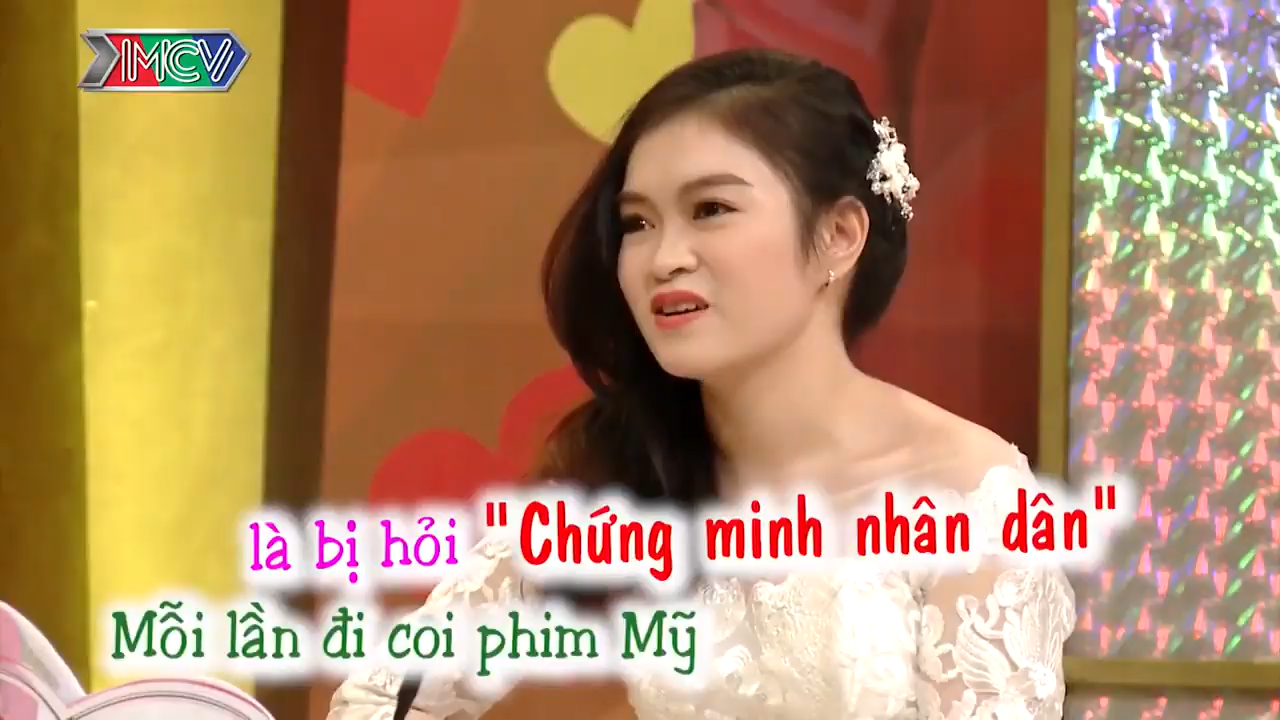 MCV
là bị hỏi "Chứng minh nhân dân"
Mỗi lần đi coi phim Mỹ